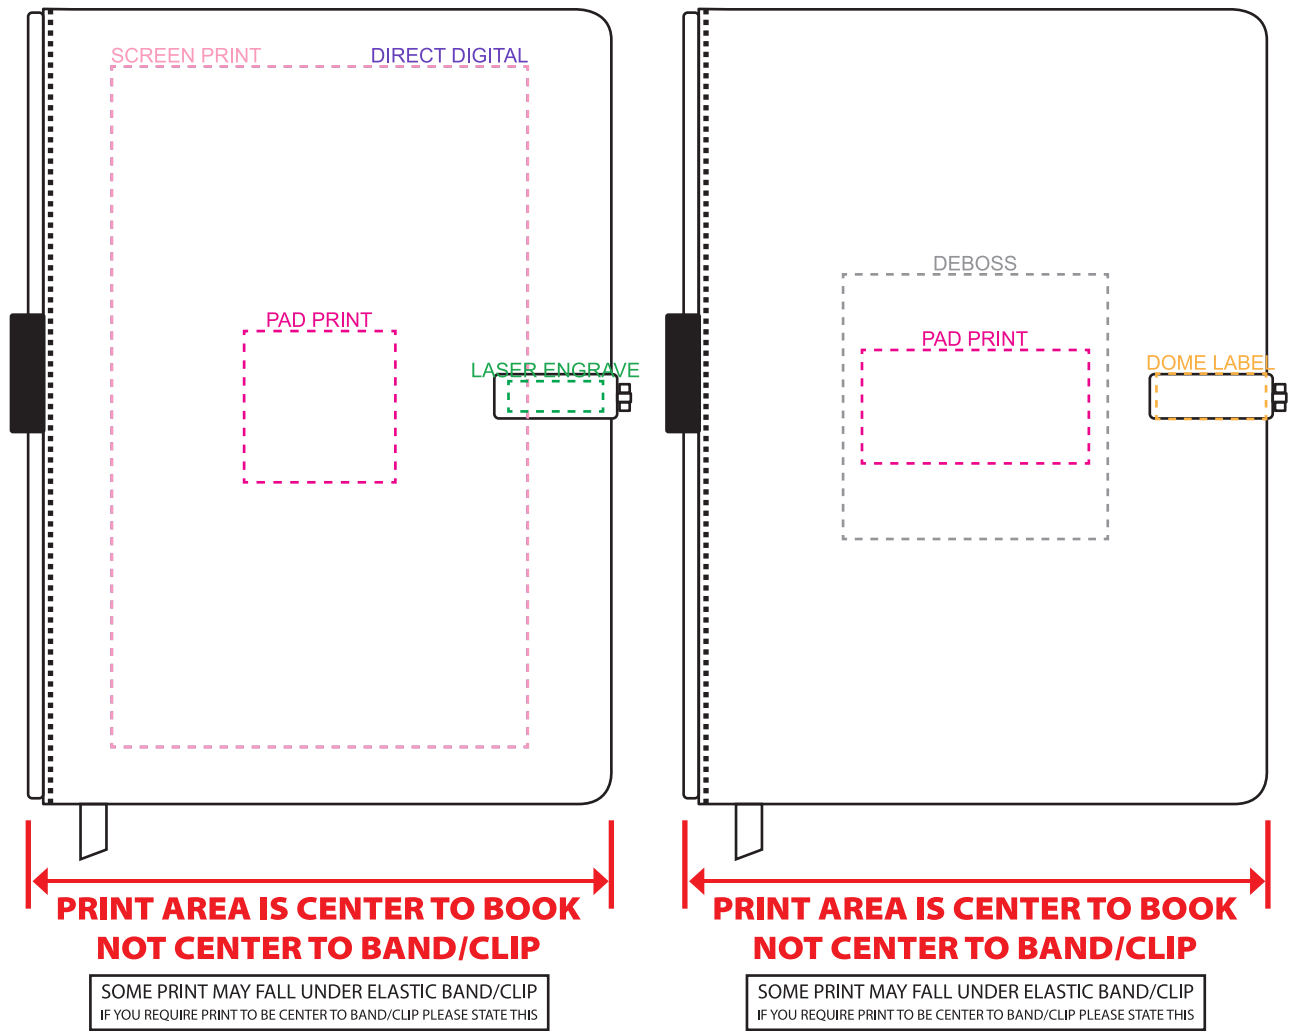 SCREEN PRINT
DIRECT DIGITAL
PAD PRINT
LASER ENGRAVE
PRINT AREA IS CENTER TO BOOK
NOT CENTER TO BAND/CLIP
SOME PRINT MAY FALL UNDER ELASTIC BAND/CLIP
IF YOU REQUIRE PRINT TO BE CENTER TO BAND/CLIP PLEASE STATE THIS
DEBOSS
PAD PRINT
DOME LABEL
PRINT AREA IS CENTER TO BOOK
NOT CENTER TO BAND/CLIP
SOME PRINT MAY FALL UNDER ELASTIC BAND/CLIP
IF YOU REQUIRE PRINT TO BE CENTER TO BAND/CLIP PLEASE STATE THIS